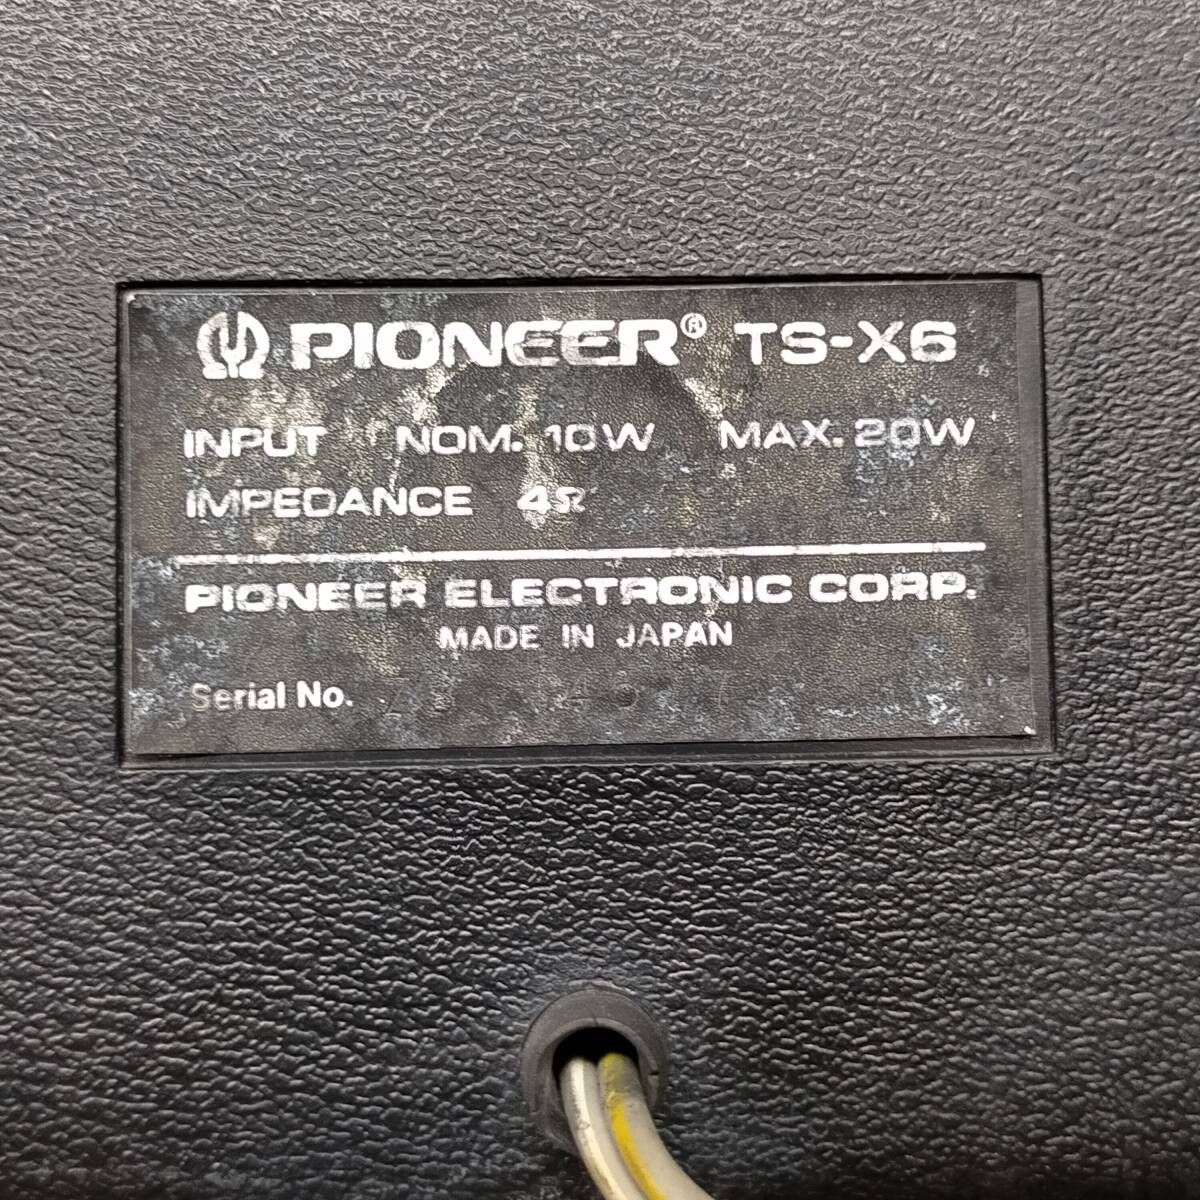 PIONEER® TS-X6
INPUT NOM. 10W MAX. 20W
IMPEDANCE 4Ω
PIONEER ELECTRONIC CORP.
MADE IN JAPAN
Serial No.